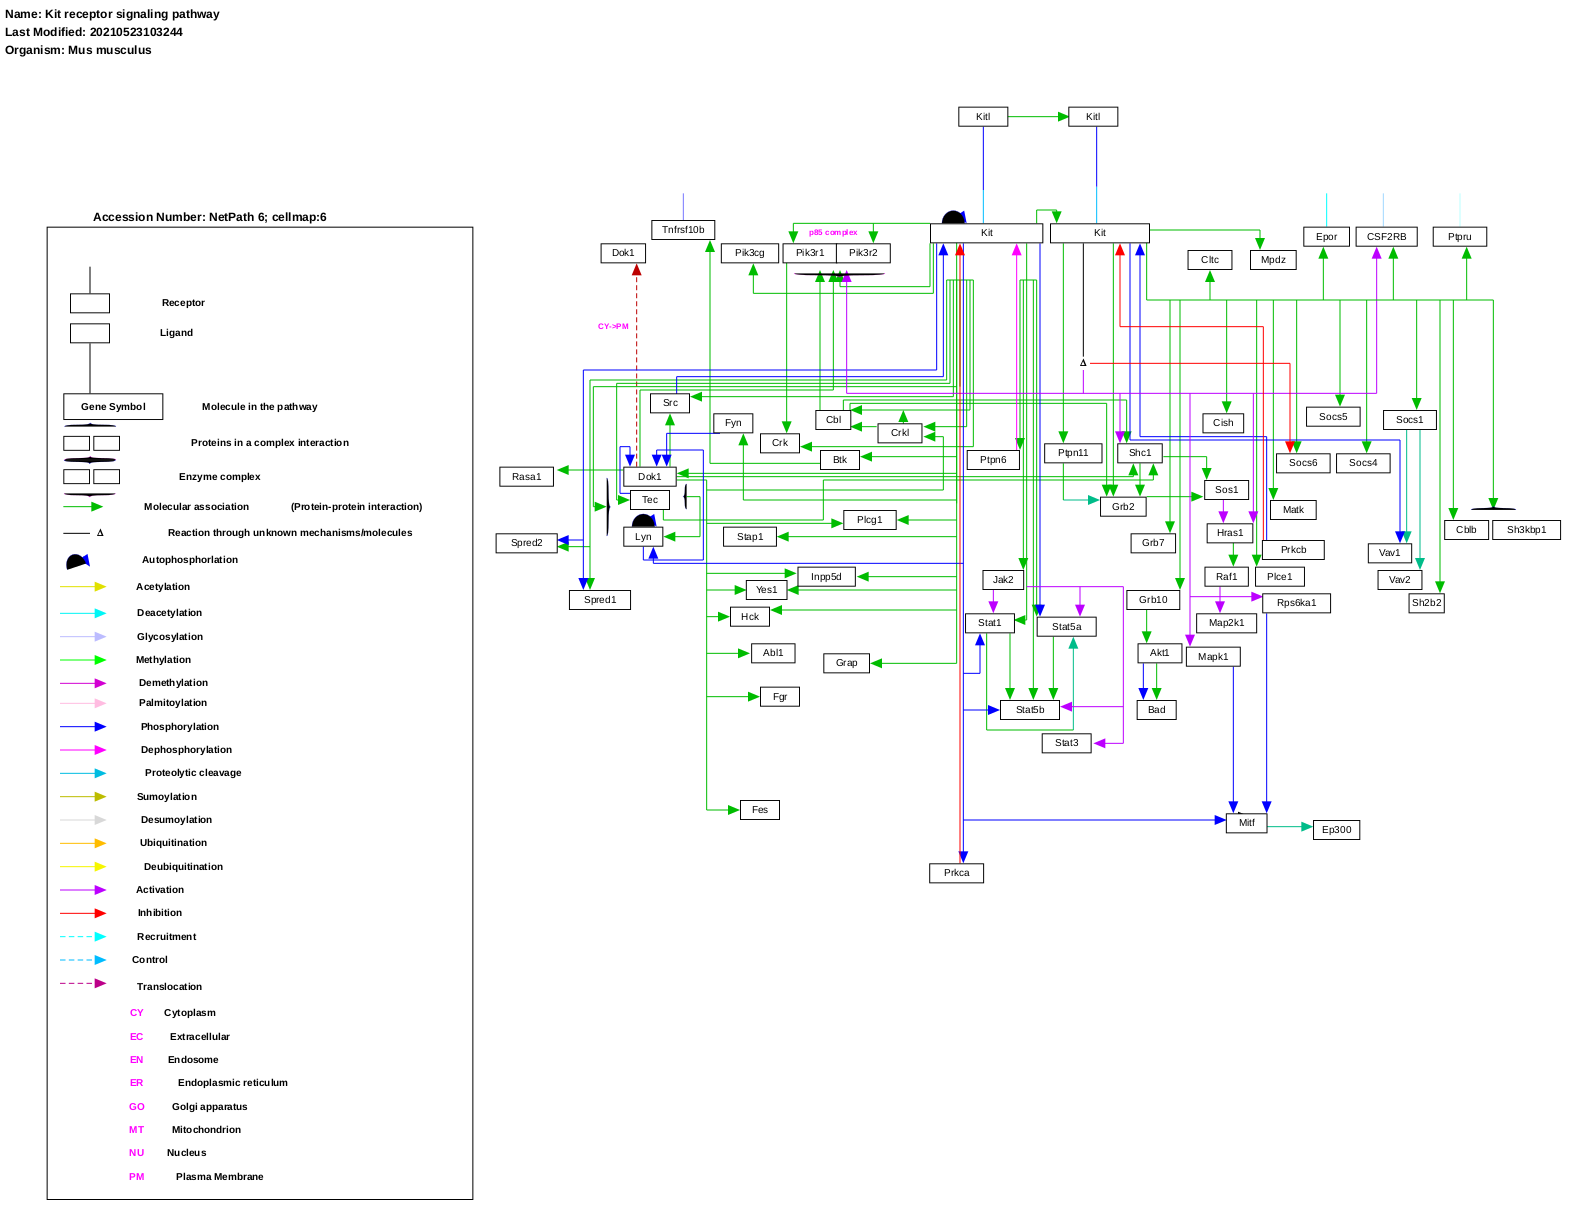 Name: Kit receptor signaling pathway
Last Modified: 20210523103244
Organism: Mus musculus
Kitl
Kitl
Accession Number: NetPath 6; cellmap:6
Tnfrsf10b
p85 complex
Kit
Kit
Epor
CSF2RB
Ptpru
Dok1
Pik3cg
Pik3r1
Pik3r2
Cltc
Mpdz
Receptor
CY->PM
Ligand
Δ
Gene Symbol
Molecule in the pathway
Src
Fyn
Cbl
Crkl
Cish
Socs5
Socs1
Proteins in a complex interaction
Crk
Btk
Ptpn6
Ptpn11
Shc1
Socs6
Socs4
Enzyme complex
Rasa1
Dok1
Tec
Sos1
Molecular association
(Protein-protein interaction)
Grb2
Matk
Plcg1
Δ
Reaction through unknown mechanisms/molecules
Lyn
Stap1
Hras1
Cblb
Sh3kbp1
Spred2
Grb7
Prkcb
Vav1
Autophosphorlation
Inpp5d
Jak2
Raf1
Plce1
Vav2
Acetylation
Yes1
Spred1
Grb10
Rps6ka1
Sh2b2
Deacetylation
Hck
Stat1
Stat5a
Map2k1
Glycosylation
Methylation
Abl1
Grap
Akt1
Mapk1
Demethylation
Fgr
Palmitoylation
Stat5b
Bad
Phosphorylation
Stat3
Dephosphorylation
Proteolytic cleavage
Sumoylation
Fes
Desumoylation
Mitf
Ep300
Ubiquitination
Deubiquitination
Prkca
Activation
Inhibition
Recruitment
Control
Translocation
CY
Cytoplasm
EC
Extracellular
EN
Endosome
ER
Endoplasmic reticulum
GO
Golgi apparatus
MT
Mitochondrion
NU
Nucleus
PM
Plasma Membrane